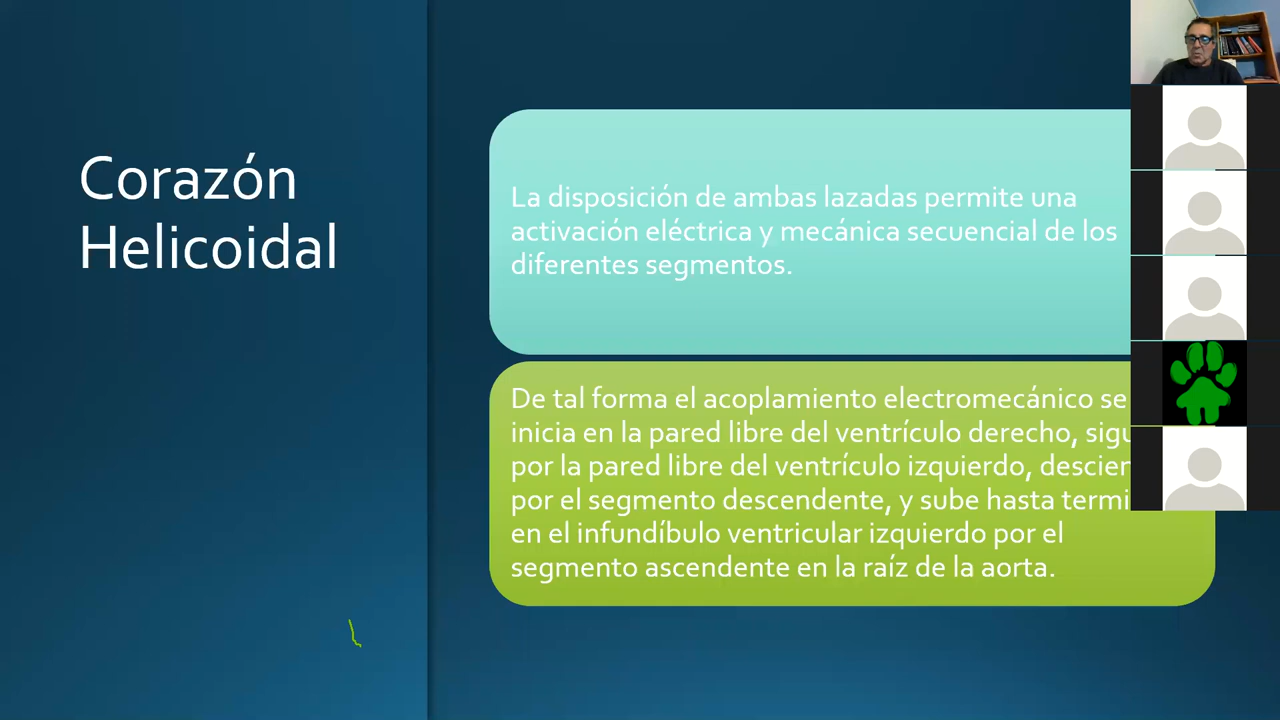 Corazón
Helicoidal
La disposición de ambas lazadas permite una
activación eléctrica y mecánica secuencial de los
diferentes segmentos.
De tal forma el acoplamiento electromecánico se
inicia en la pared libre del ventrículo derecho,
por la pared libre del ventrículo izquierdo,
por el segmento descendente, y sube hasta
en el infundíbulo ventricular izquierdo por el
segmento ascendente en la raíz de la aorta.